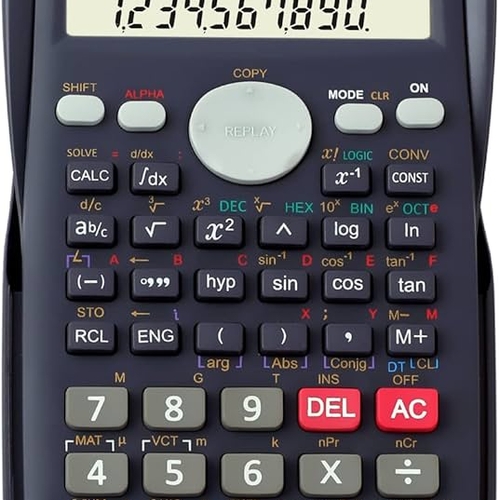 1234567890.
COPY
SHIFT ALPHA MODE CLR ON
REPLAY
SOLVE = d/dx ; x! LOGIC CONV
CALC ∫dx x⁻¹ CONST
d/c ³√ x³ DEC ˣ√ HEX 10ˣ BIN eˣ OCT e
ab/c √ x² ^ log ln
∠ A ← B C sin⁻¹ D cos⁻¹ E tan⁻¹ F
(−) °,,, hyp sin cos tan
STO ← i X ; Y M− M
RCL ENG ( ) , M+
arg Abs Conjg DT CL
M G T INS OFF
7 8 9 DEL AC
MAT µ VCT m k nPr nCr
4 5 6 X ÷